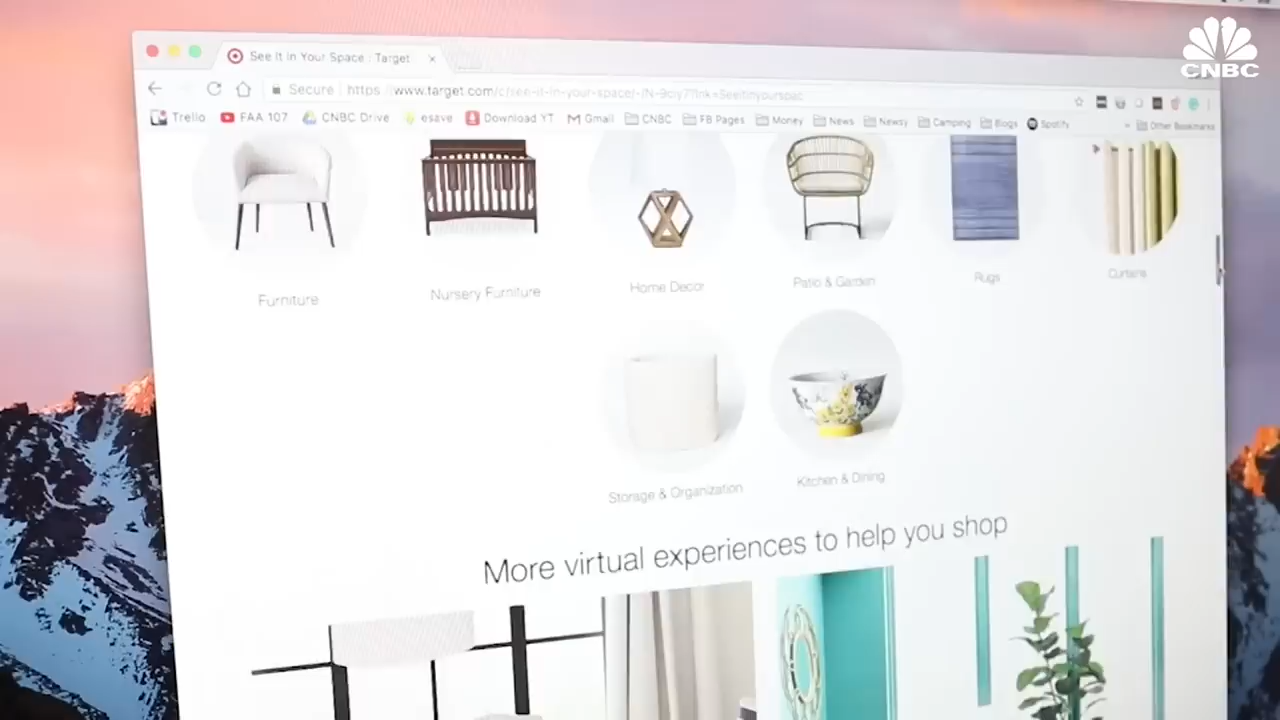 CNBC
See It In Your Space : Target
Secure https www.target.com/c/see-it-in-your-space/
Trello FAA 107 CNBC Drive esave Download YT Gmail CNBC FB Pages Money News Newsy Camping Blogs Spotify Other Bookmarks
Furniture Nursery Furniture Home Decor Patio & Garden Rugs Curtains
Storage & Organization Kitchen & Dining
More virtual experiences to help you shop